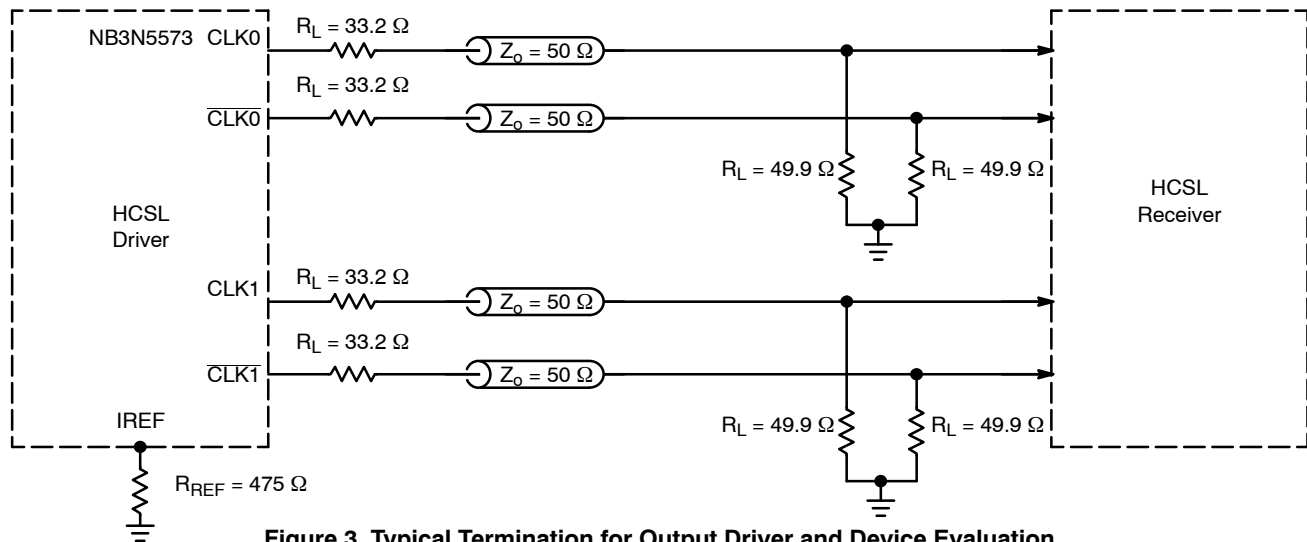 NB3N5573 CLK0
R_L = 33.2 Ω
Z_o = 50 Ω
R_L = 33.2 Ω
C̅L̅K̅0̅
Z_o = 50 Ω
R_L = 49.9 Ω
R_L = 49.9 Ω
HCSL
Driver
HCSL
Receiver
CLK1
R_L = 33.2 Ω
Z_o = 50 Ω
R_L = 33.2 Ω
C̅L̅K̅1̅
Z_o = 50 Ω
IREF
R_L = 49.9 Ω
R_L = 49.9 Ω
R_REF = 475 Ω
Figure 3. Typical Termination for Output Driver and Device Evaluation